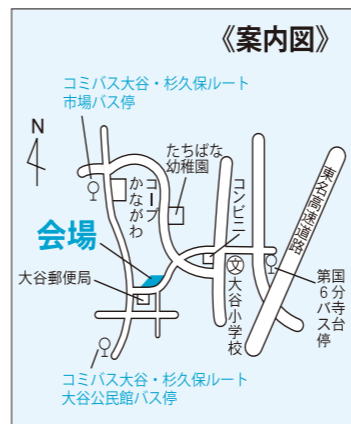 《案内図》
コミバス大谷・杉久保ルート
市場バス停
N
たちばな
幼稚園
コープ
かながわ
コンビニ
東名高速道路
会場
大谷郵便局
文
大谷小学校
国分寺台
第6バス停
コミバス大谷・杉久保ルート
大谷公民館バス停